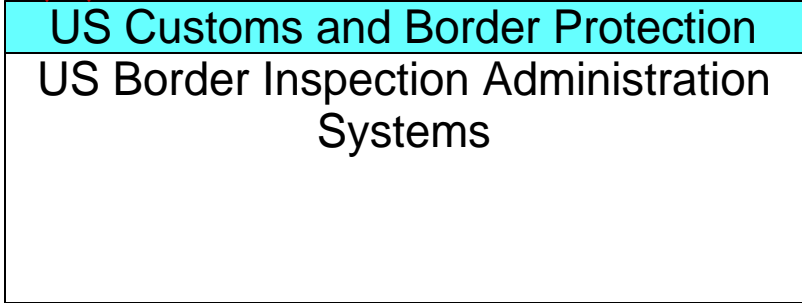 US Customs and Border Protection
US Border Inspection Administration
Systems